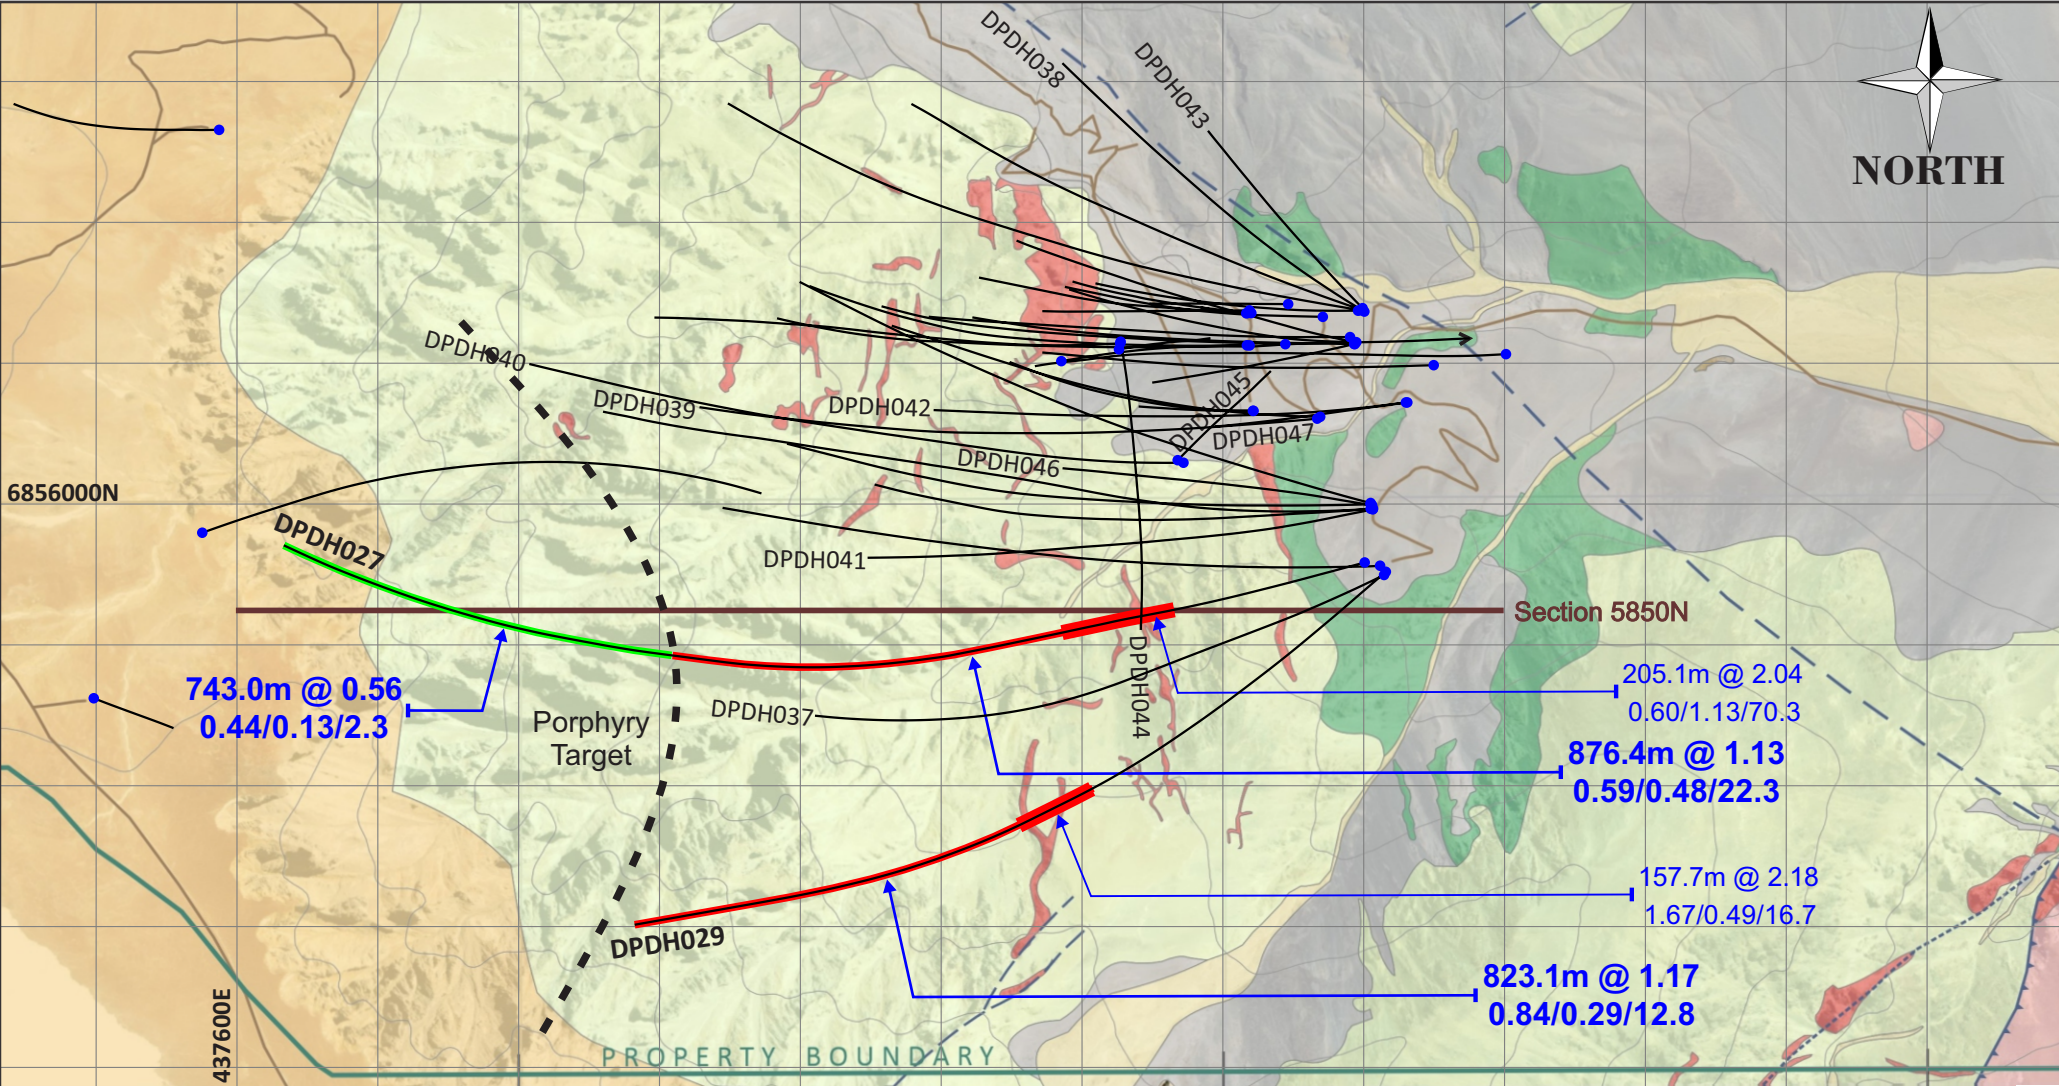 DPDH038
DPDH043
NORTH
DPDH040
DPDH039
DPDH042
DPDH045
DPDH047
DPDH046
6856000N
DPDH027
DPDH041
Section 5850N
743.0m @ 0.56
0.44/0.13/2.3
Porphyry
Target
DPDH037
DPDH044
205.1m @ 2.04
0.60/1.13/70.3
876.4m @ 1.13
0.59/0.48/22.3
157.7m @ 2.18
1.67/0.49/16.7
DPDH029
823.1m @ 1.17
0.84/0.29/12.8
437600E
PROPERTY BOUNDARY